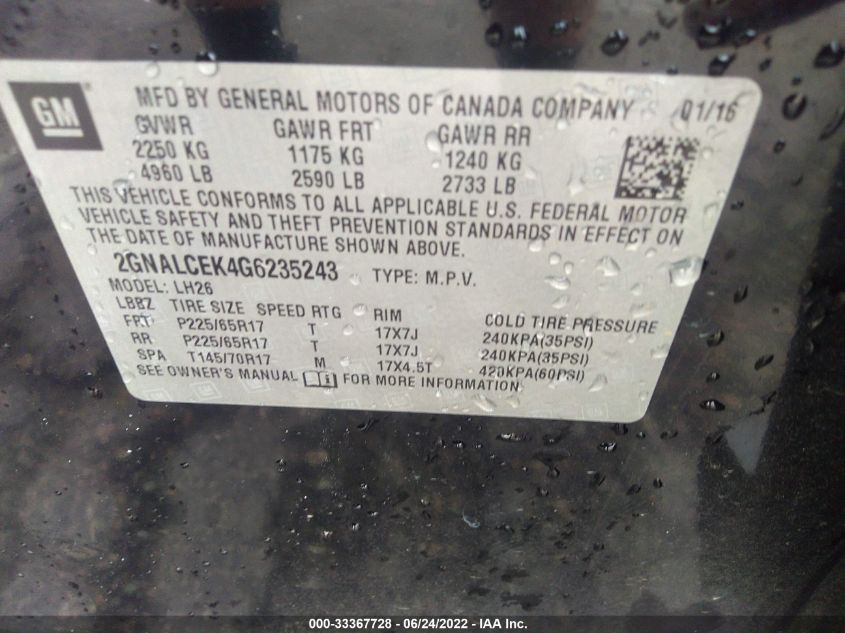 GM
MFD BY GENERAL MOTORS OF CANADA COMPANY 01/16
GVWR GAWR FRT GAWR RR
2250 KG 1175 KG 1240 KG
4960 LB 2590 LB 2733 LB
THIS VEHICLE CONFORMS TO ALL APPLICABLE U.S. FEDERAL MOTOR
VEHICLE SAFETY AND THEFT PREVENTION STANDARDS IN EFFECT ON
THE DATE OF MANUFACTURE SHOWN ABOVE.
2GNALCEK4G6235243 TYPE: M.P.V.
MODEL: LH26
LBBZ TIRE SIZE SPEED RTG RIM COLD TIRE PRESSURE
FRT P225/65R17 T 17X7J 240KPA(35PSI)
RR P225/65R17 T 17X7J 240KPA(35PSI)
SPA T145/70R17 M 17X4.5T 420KPA(60PSI)
SEE OWNER'S MANUAL FOR MORE INFORMATION
000-33367728 - 06/24/2022 - IAA Inc.